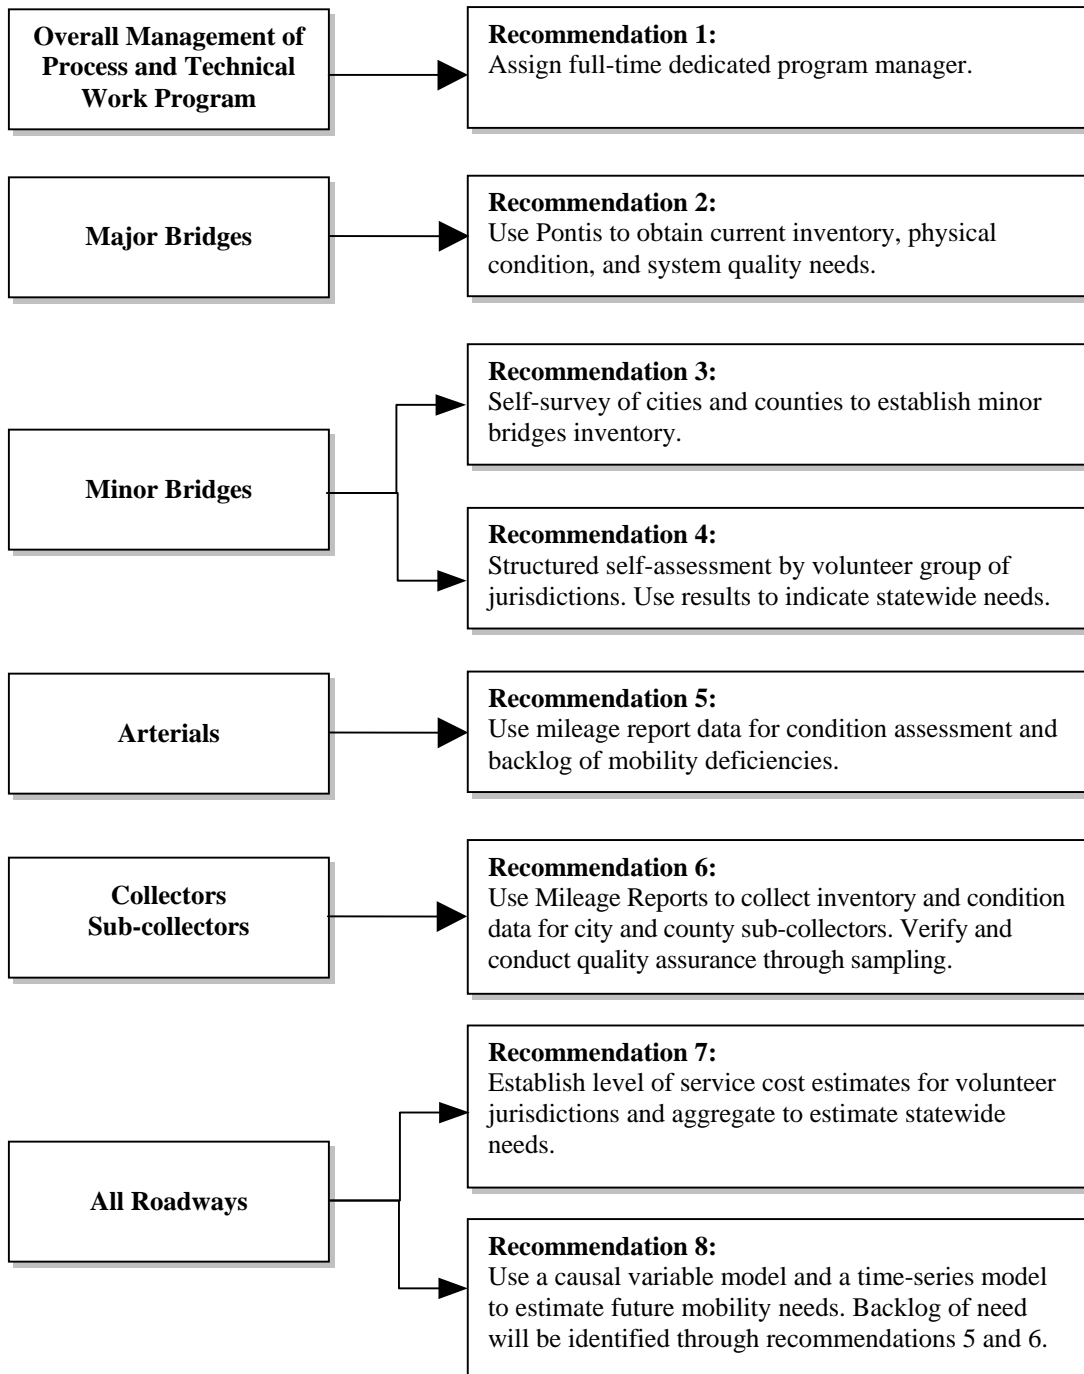 Overall Management of
Process and Technical
Work Program
Recommendation 1:
Assign full-time dedicated program manager.
Major Bridges
Recommendation 2:
Use Pontis to obtain current inventory, physical
condition, and system quality needs.
Minor Bridges
Recommendation 3:
Self-survey of cities and counties to establish minor
bridges inventory.
Recommendation 4:
Structured self-assessment by volunteer group of
jurisdictions. Use results to indicate statewide needs.
Arterials
Recommendation 5:
Use mileage report data for condition assessment and
backlog of mobility deficiencies.
Collectors
Sub-collectors
Recommendation 6:
Use Mileage Reports to collect inventory and condition
data for city and county sub-collectors. Verify and
conduct quality assurance through sampling.
All Roadways
Recommendation 7:
Establish level of service cost estimates for volunteer
jurisdictions and aggregate to estimate statewide
needs.
Recommendation 8:
Use a causal variable model and a time-series model
to estimate future mobility needs. Backlog of need
will be identified through recommendations 5 and 6.